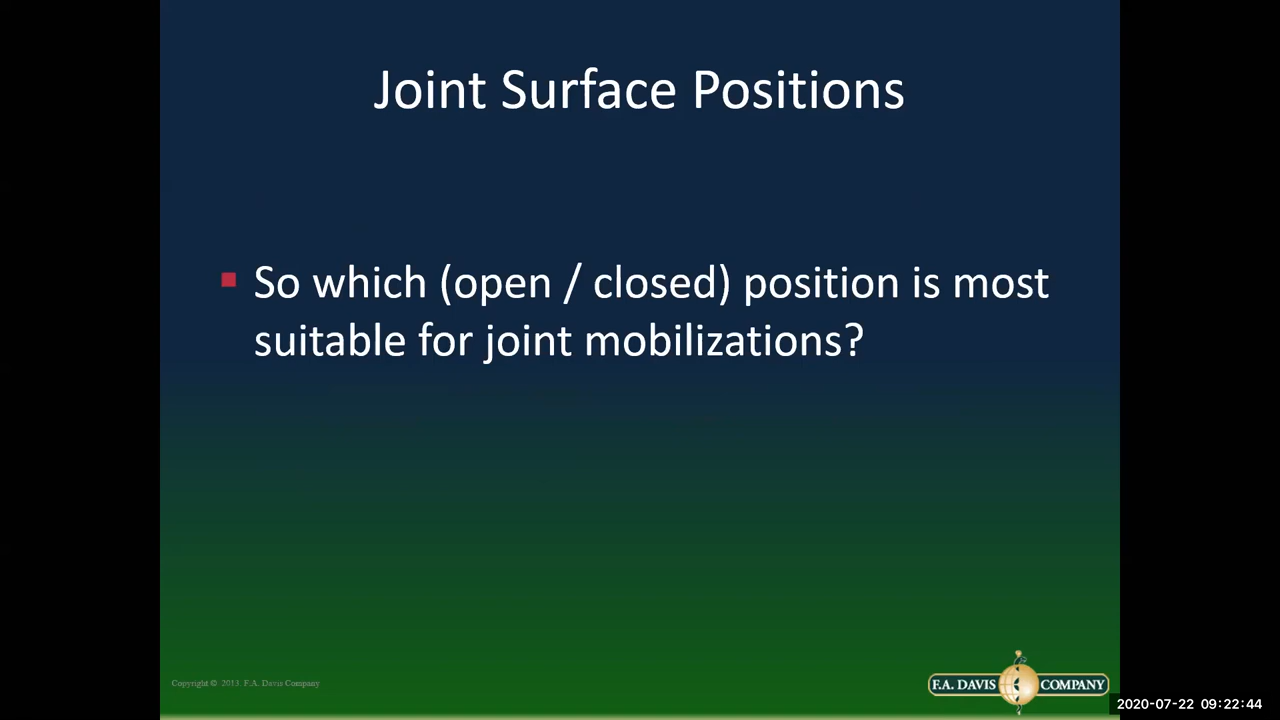 Joint Surface Positions
So which (open / closed) position is most
suitable for joint mobilizations?
Copyright © 2013. F.A. Davis Company
F.A. DAVIS COMPANY
2020-07-22 09:22:44